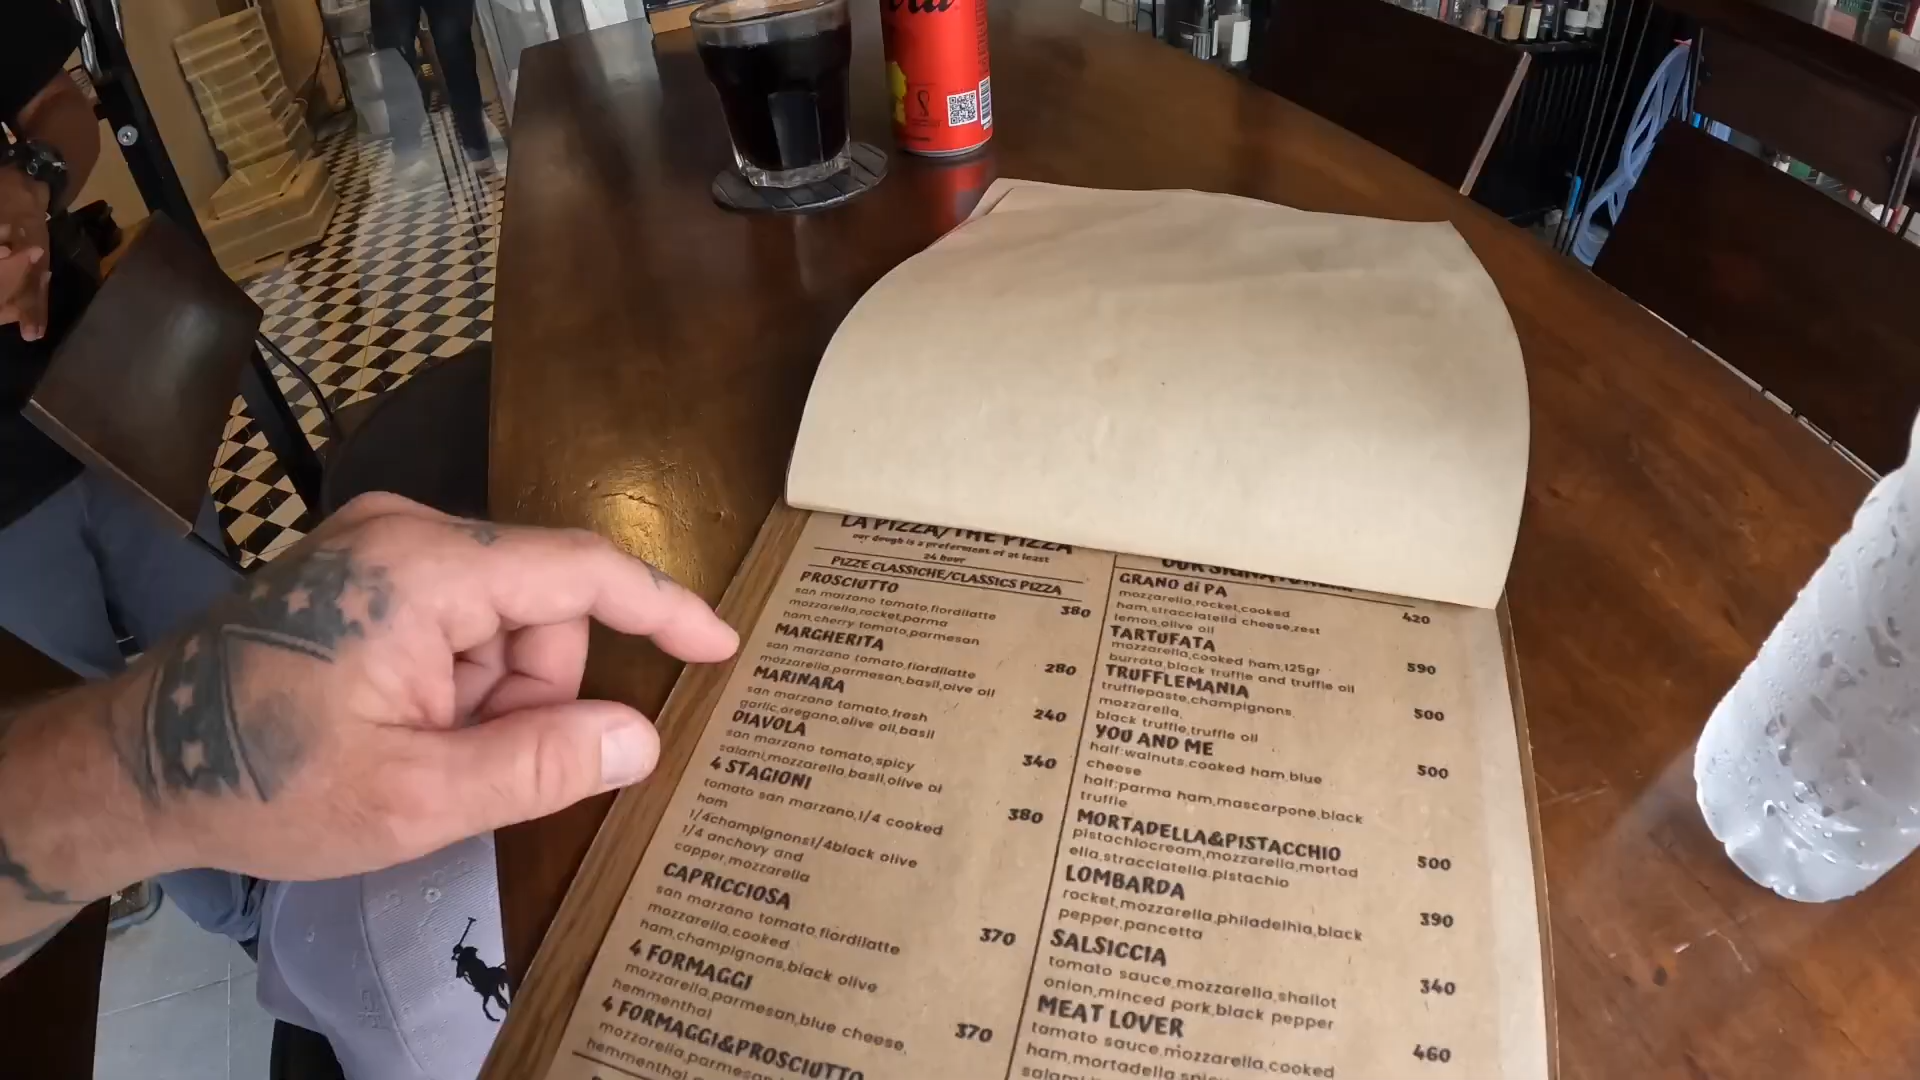 LA PIZZA/THE PIZZA
our dough is a preferment of at least
24 hour
PIZZE CLASSICHE/CLASSICS PIZZA
PROSCIUTTO
san marzano tomato,fiordilatte 380
mozzarella,rocket,parma
ham,cherry tomato,parmesan
MARGHERITA
san marzano tomato,fiordilatte 280
mozzarella,parmesan,basil,oive oil
MARINARA
san marzano tomato,fresh 240
garlic,oregano,olive oil,basil
DIAVOLA
san marzano tomato,spicy 340
salami,mozzarella,basil,olive oi
4 STAGIONI
tomato san marzano,1/4 cooked 380
ham
1/4champignons1/4black olive
1/4 anchovy and
capper,mozzarella
CAPRICCIOSA
san marzano tomato,fiordilatte 370
mozzarella,cooked
ham,champignons,black olive
4 FORMAGGI
mozzarella,parmesan,blue cheese, 370
hemmenthal
4 FORMAGGI&PROSCIUTTO
mozzarella,parmesan
hemmenthal
OUR SIGNATURE
GRANO di PA
mozzarella,rocket,cooked 420
ham,stracciatella cheese,zest
lemon,olive oil
TARTUFATA
mozzarella,cooked ham,125gr 590
burrata,black truffle and truffle oil
TRUFFLEMANIA
trufflepaste,champignons, 500
mozzarella,
black truffle,truffle oil
YOU AND ME
half:walnuts,cooked ham,blue 500
cheese
half:parma ham,mascarpone,black
truffle
MORTADELLA&PISTACCHIO
pistachiocream,mozzarella,mortad 500
ella,stracciatella,pistachio
LOMBARDA
rocket,mozzarella,philadelhia,black 390
pepper,pancetta
SALSICCIA
tomato sauce,mozzarella,shallot 340
onion,minced pork,black pepper
MEAT LOVER
tomato sauce,mozzarella,cooked 460
ham,mortadella,spi
salami